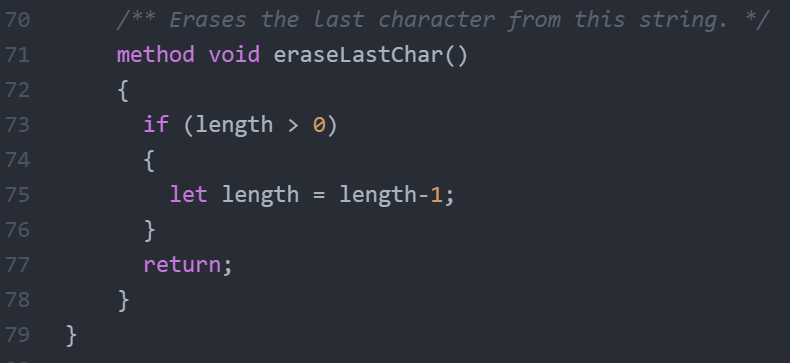 70 /** Erases the last character from this string. */
71 method void eraseLastChar()
72 {
73 if (length > 0)
74 {
75 let length = length-1;
76 }
77 return;
78 }
79 }